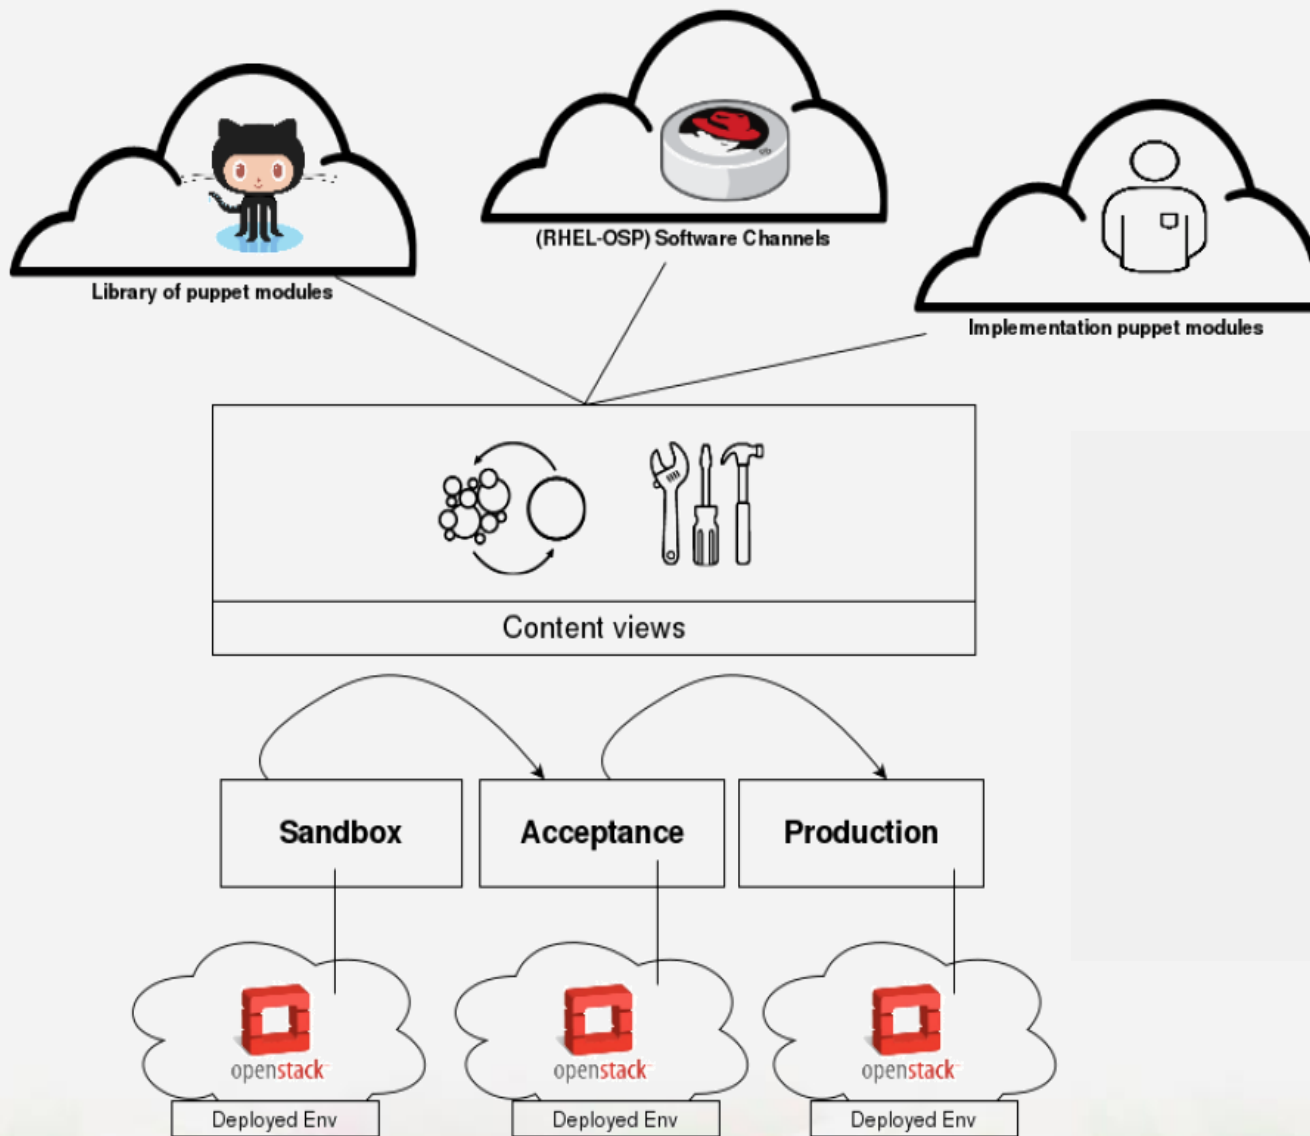 (RHEL-OSP) Software Channels
Library of puppet modules
Implementation puppet modules
Content views
Sandbox
Acceptance
Production
openstack
openstack
openstack
Deployed Env
Deployed Env
Deployed Env